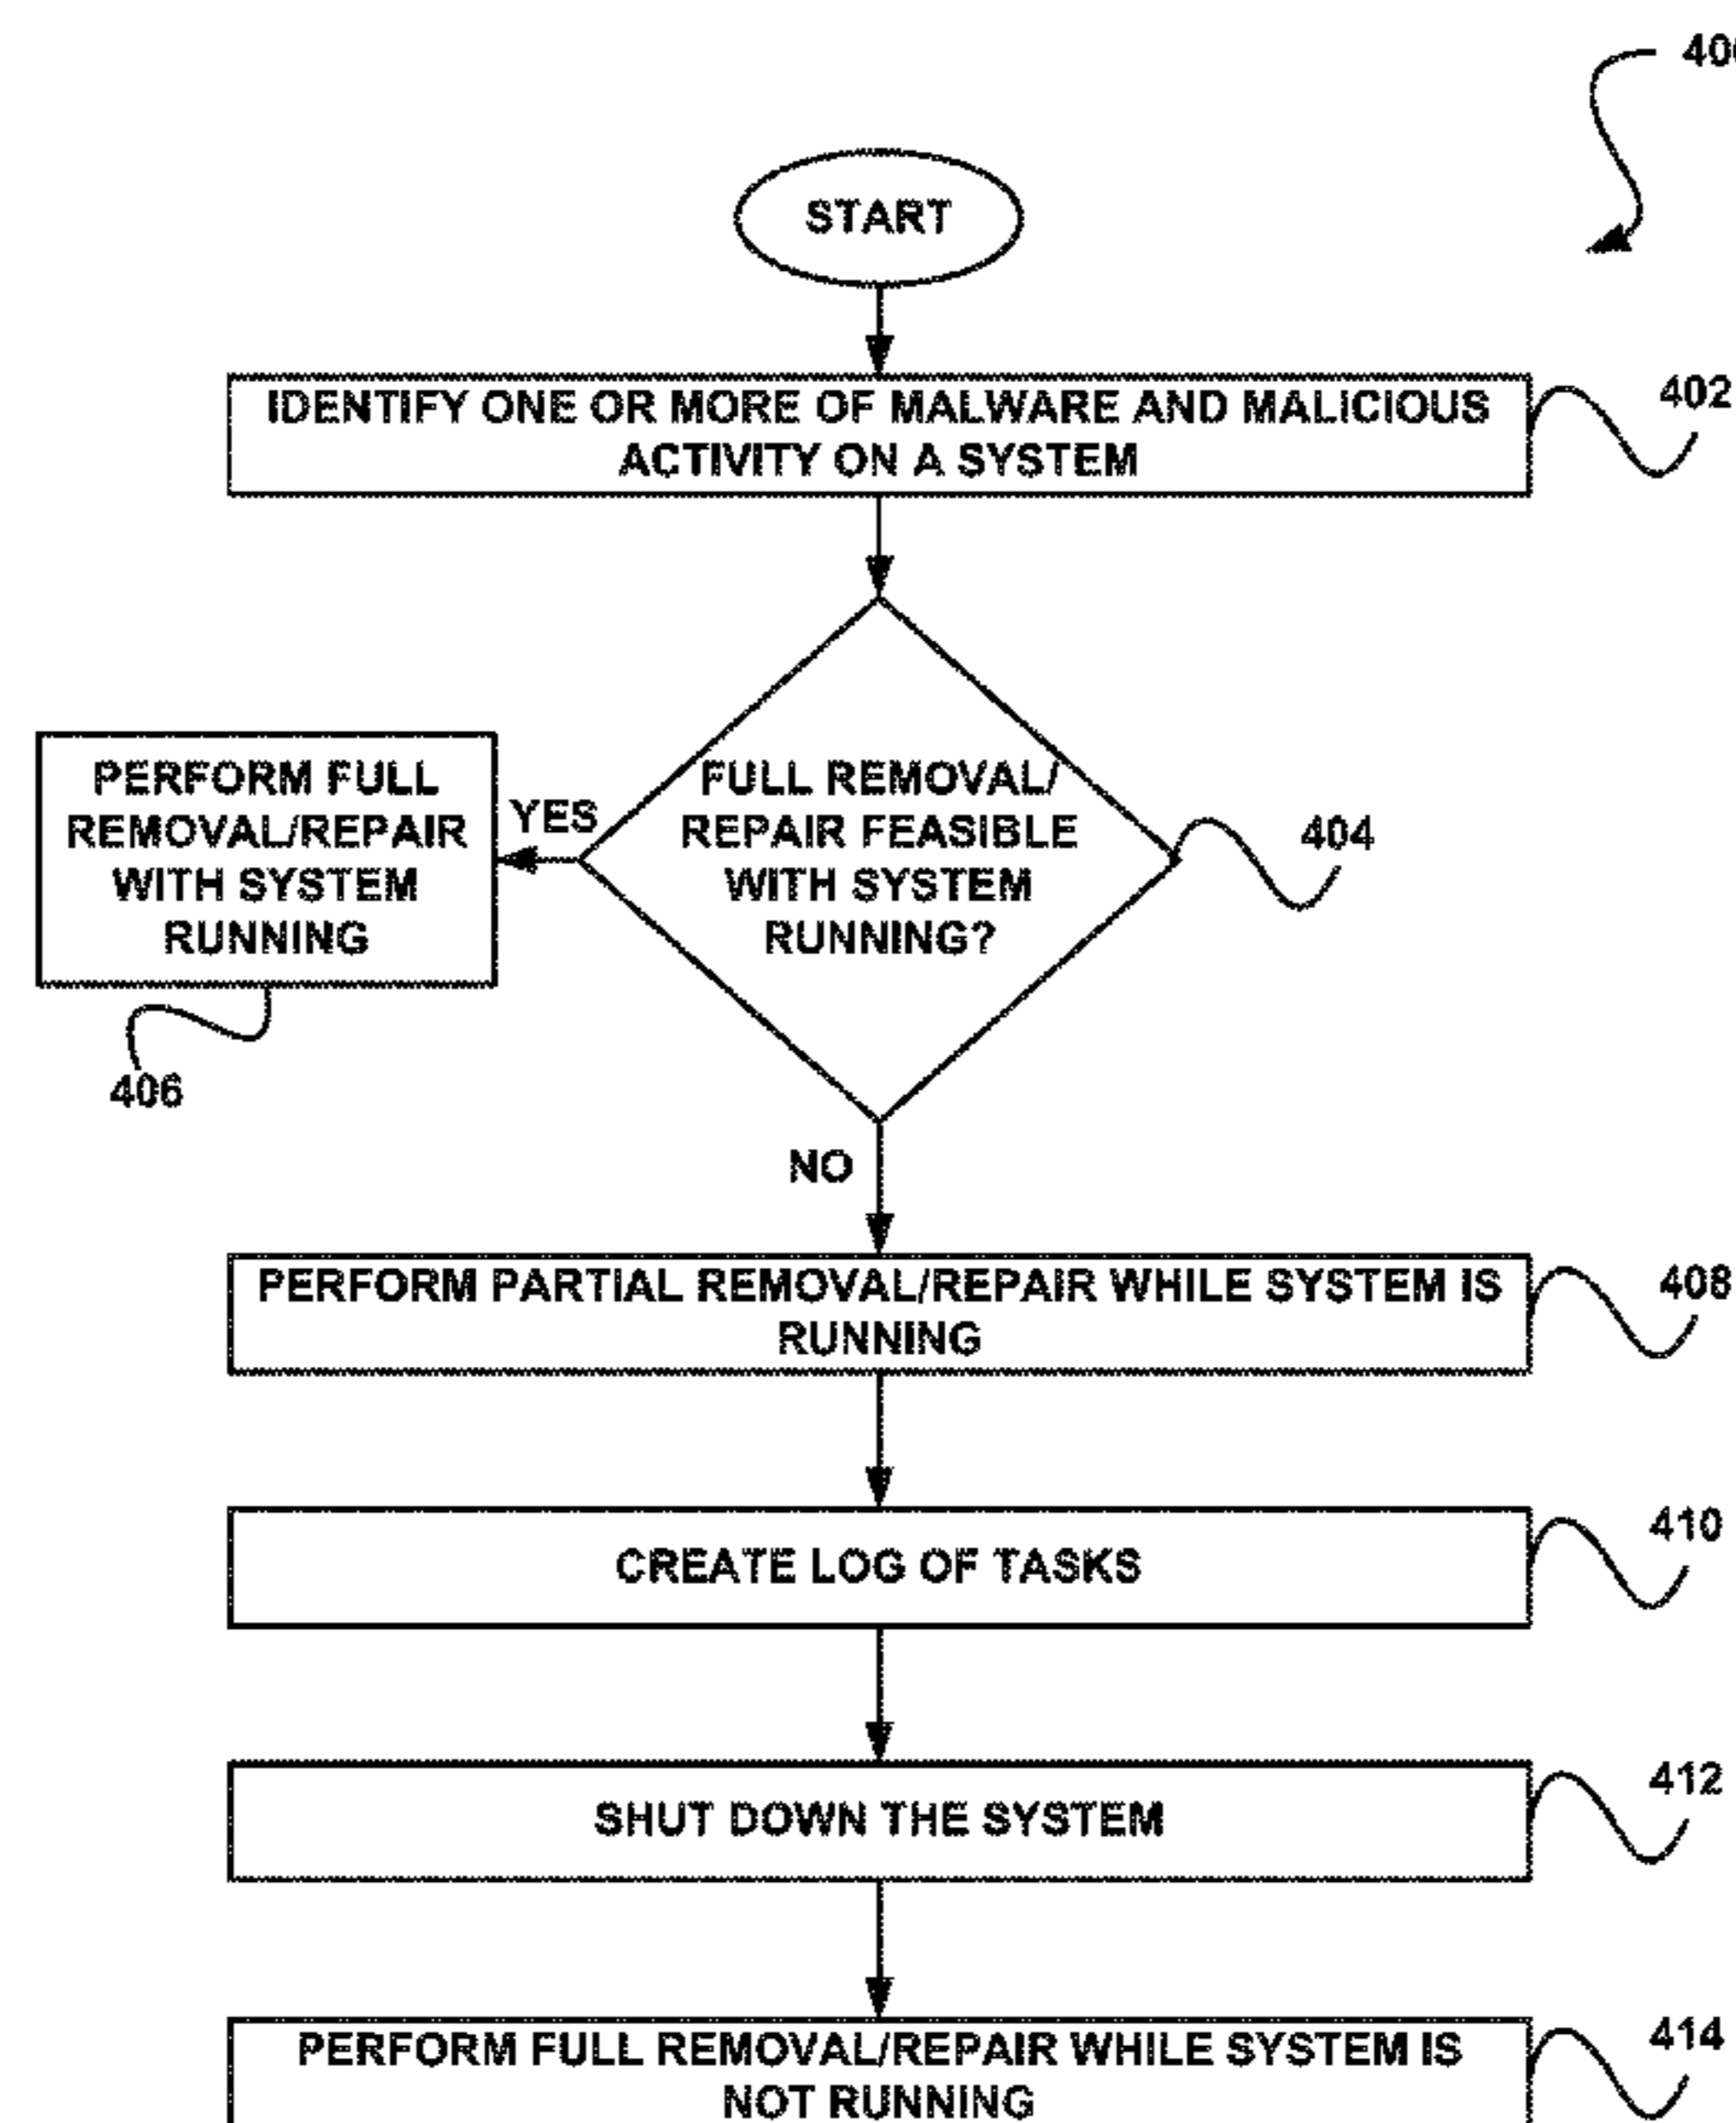 START
IDENTIFY ONE OR MORE OF MALWARE AND MALICIOUS
ACTIVITY ON A SYSTEM
402
PERFORM FULL
REMOVAL/REPAIR
WITH SYSTEM
RUNNING
406
YES
FULL REMOVAL/
REPAIR FEASIBLE
WITH SYSTEM
RUNNING?
404
NO
PERFORM PARTIAL REMOVAL/REPAIR WHILE SYSTEM IS
RUNNING
408
CREATE LOG OF TASKS
410
SHUT DOWN THE SYSTEM
412
PERFORM FULL REMOVAL/REPAIR WHILE SYSTEM IS
NOT RUNNING
414